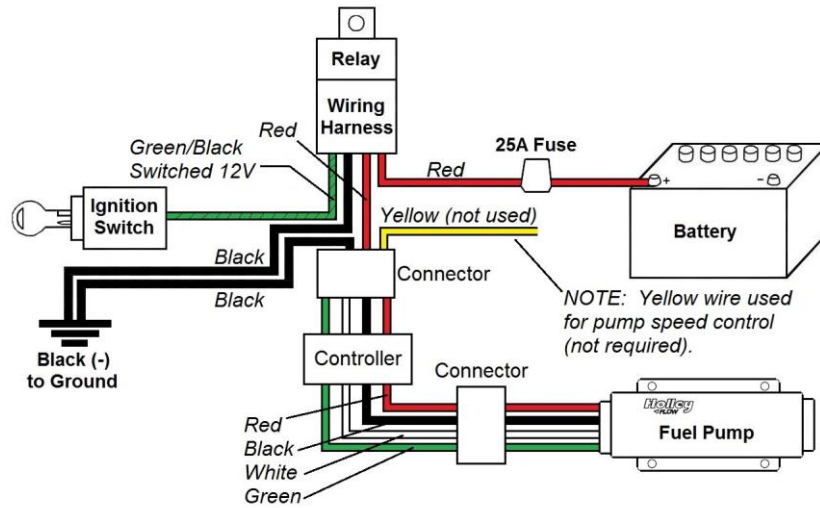 Relay
Wiring
Harness
Red
Green/Black
Switched 12V
25A Fuse
Red
+
-
Ignition
Switch
Yellow (not used)
Battery
Black
Black
Connector
NOTE: Yellow wire used
for pump speed control
(not required).
Black (-)
to Ground
Controller
Connector
Red
Black
White
Green
Holley
FLOW
Fuel Pump